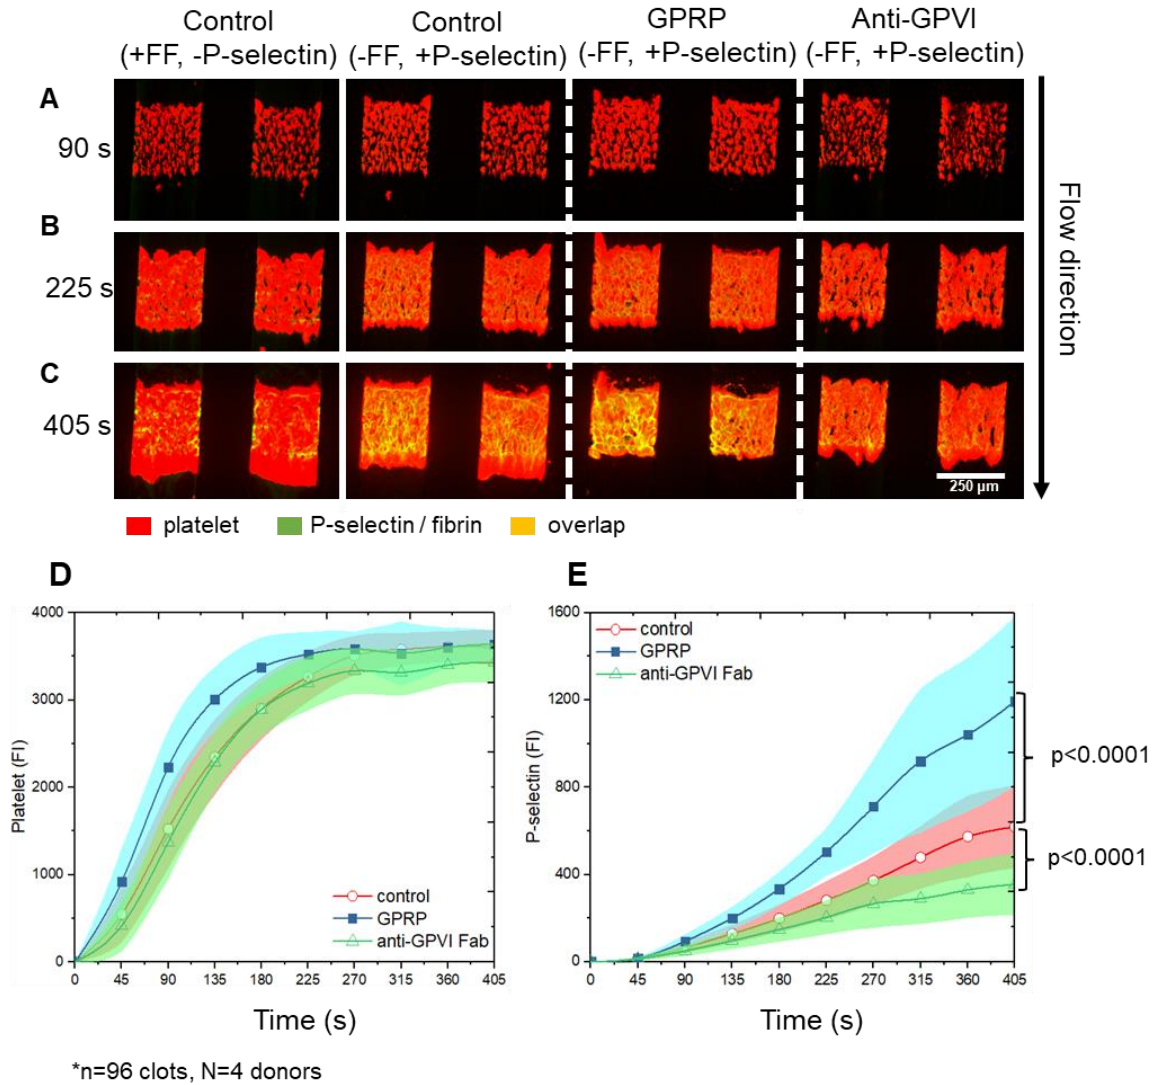 Control
(+FF, -P-selectin)
Control
(-FF, +P-selectin)
GPRP
(-FF, +P-selectin)
Anti-GPVI
(-FF, +P-selectin)
A
90 s
B
225 s
C
405 s
Flow direction
250 µm
platelet
P-selectin / fibrin
overlap
D
4000
3000
2000
1000
0
Platelet (FI)
control
GPRP
anti-GPVI Fab
0 45 90 135 180 225 270 315 360 405
Time (s)
E
1600
1200
800
400
0
P-selectin (FI)
control
GPRP
anti-GPVI Fab
p<0.0001
p<0.0001
0 45 90 135 180 225 270 315 360 405
Time (s)
*n=96 clots, N=4 donors